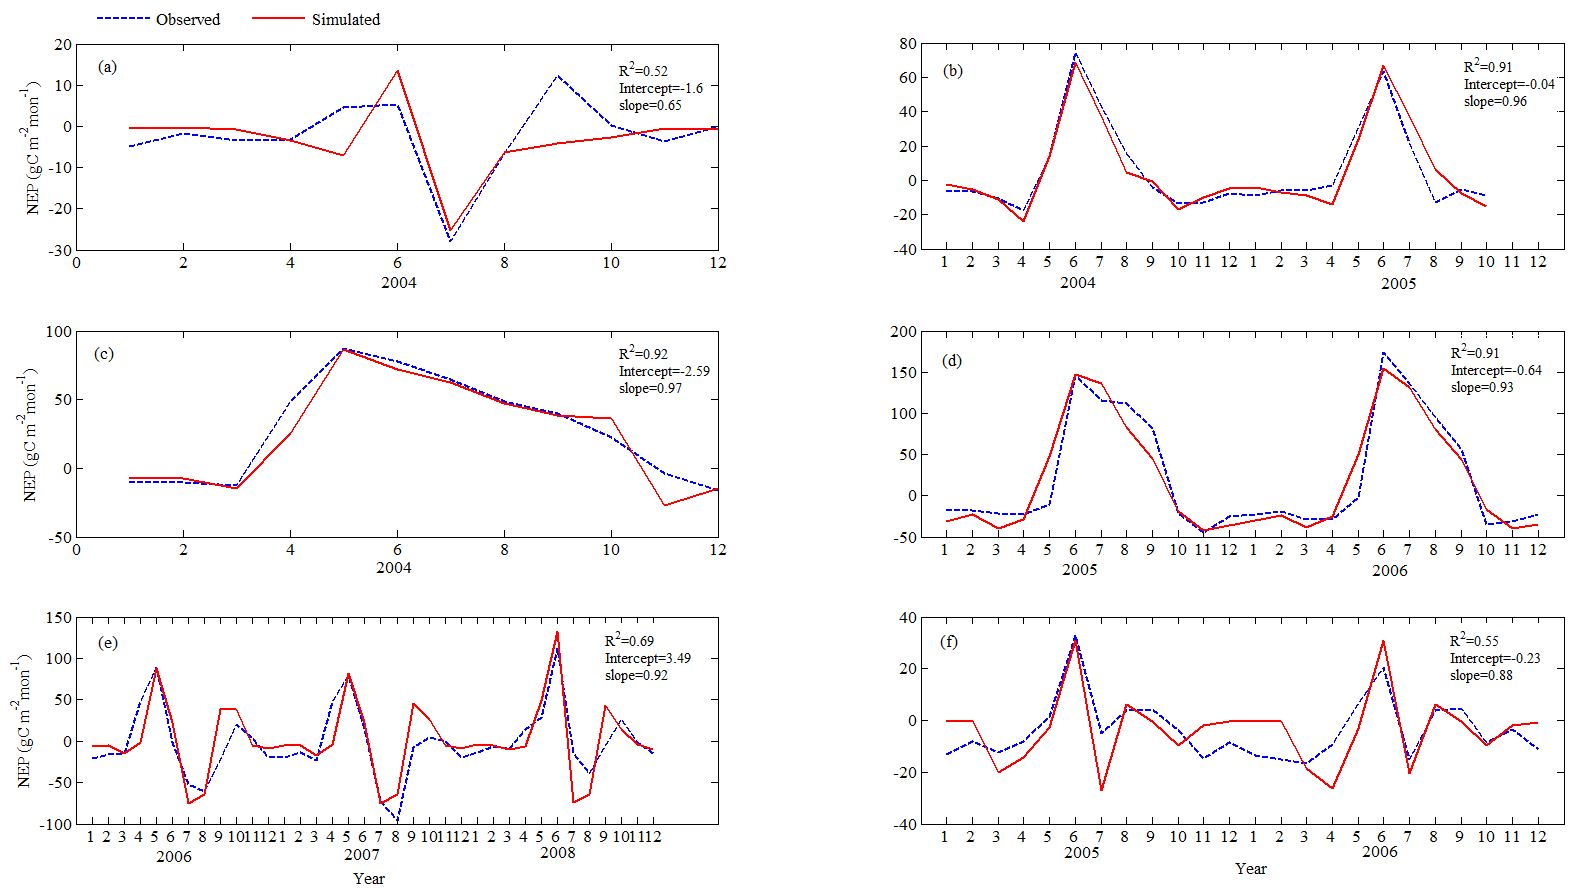 Observed Simulated
(a)
R²=0.52
Intercept=-1.6
slope=0.65
20
10
0
-10
-20
-30
NEP (gC m⁻² mon⁻¹)
0 2 4 6 8 10 12
2004
(b)
R²=0.91
Intercept=-0.04
slope=0.96
80
60
40
20
0
-20
-40
1 2 3 4 5 6 7 8 9 10 11 12 1 2 3 4 5 6 7 8 9 10 11 12
2004 2005
(c)
R²=0.92
Intercept=-2.59
slope=0.97
100
50
0
-50
NEP (gC m⁻² mon⁻¹)
0 2 4 6 8 10 12
2004
(d)
R²=0.91
Intercept=-0.64
slope=0.93
200
150
100
50
0
-50
1 2 3 4 5 6 7 8 9 10 11 12 1 2 3 4 5 6 7 8 9 10 11 12
2005 2006
(e)
R²=0.69
Intercept=3.49
slope=0.92
150
100
50
0
-50
-100
NEP (gC m⁻² mon⁻¹)
1 2 3 4 5 6 7 8 9 10 11 12 1 2 3 4 5 6 7 8 9 10 11 12 1 2 3 4 5 6 7 8 9 10 11 12
2006 2007 2008
Year
(f)
R²=0.55
Intercept=-0.23
slope=0.88
40
20
0
-20
-40
1 2 3 4 5 6 7 8 9 10 11 12 1 2 3 4 5 6 7 8 9 10 11 12
2005 2006
Year